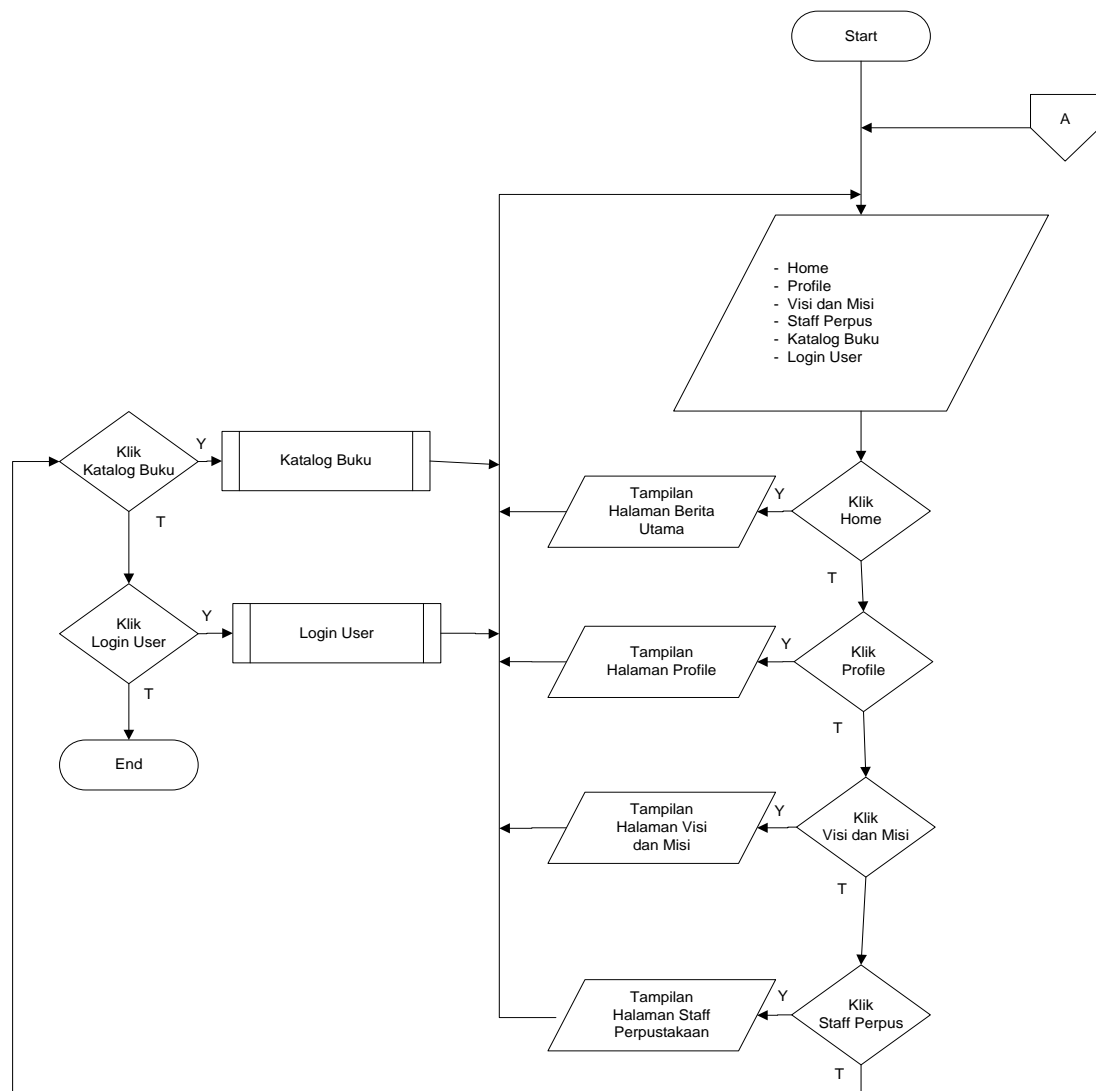 Start
A
- Home
- Profile
- Visi dan Misi
- Staff Perpus
- Katalog Buku
- Login User
Klik
Home
Y
T
Tampilan
Halaman Berita
Utama
Klik
Profile
Y
T
Tampilan
Halaman Profile
Klik
Visi dan Misi
Y
T
Tampilan
Halaman Visi
dan Misi
Klik
Staff Perpus
Y
T
Tampilan
Halaman Staff
Perpustakaan
Klik
Katalog Buku
Y
T
Katalog Buku
Klik
Login User
Y
T
Login User
End